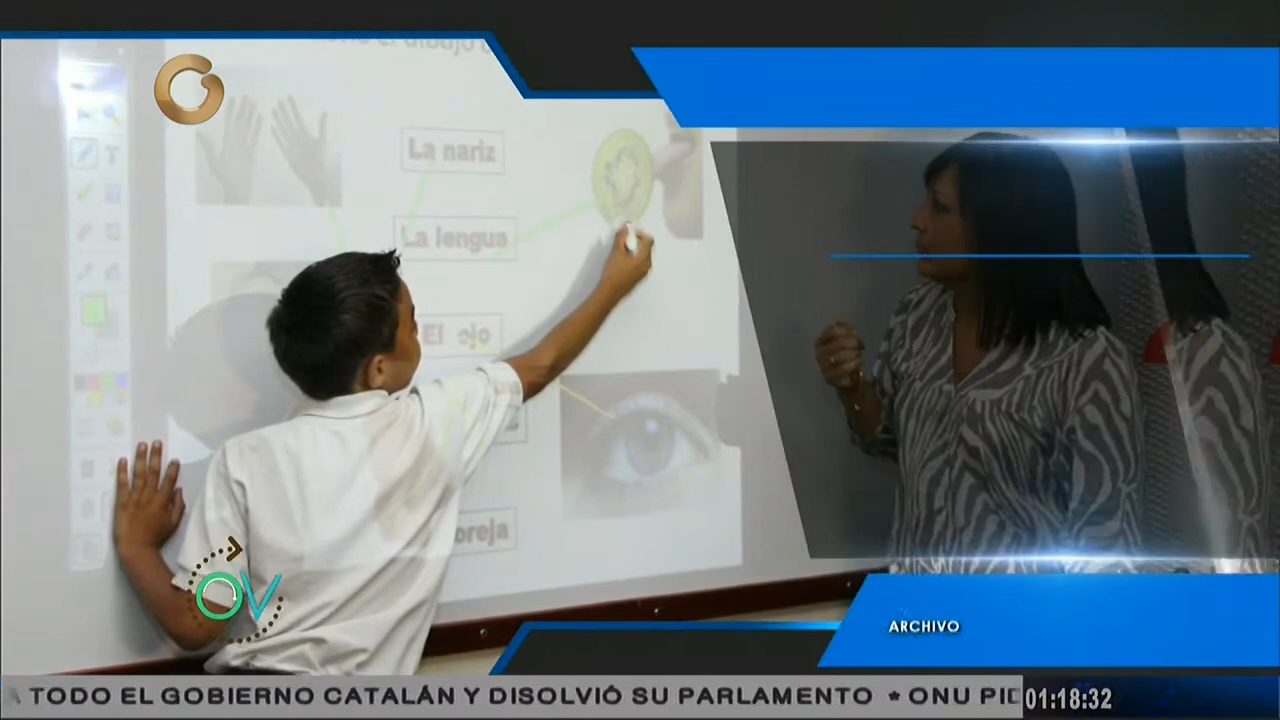 La nariz
La lengua
El ojo
oreja
OV
ARCHIVO
TODO EL GOBIERNO CATALÁN Y DISOLVIÓ SU PARLAMENTO * ONU
01:18:32